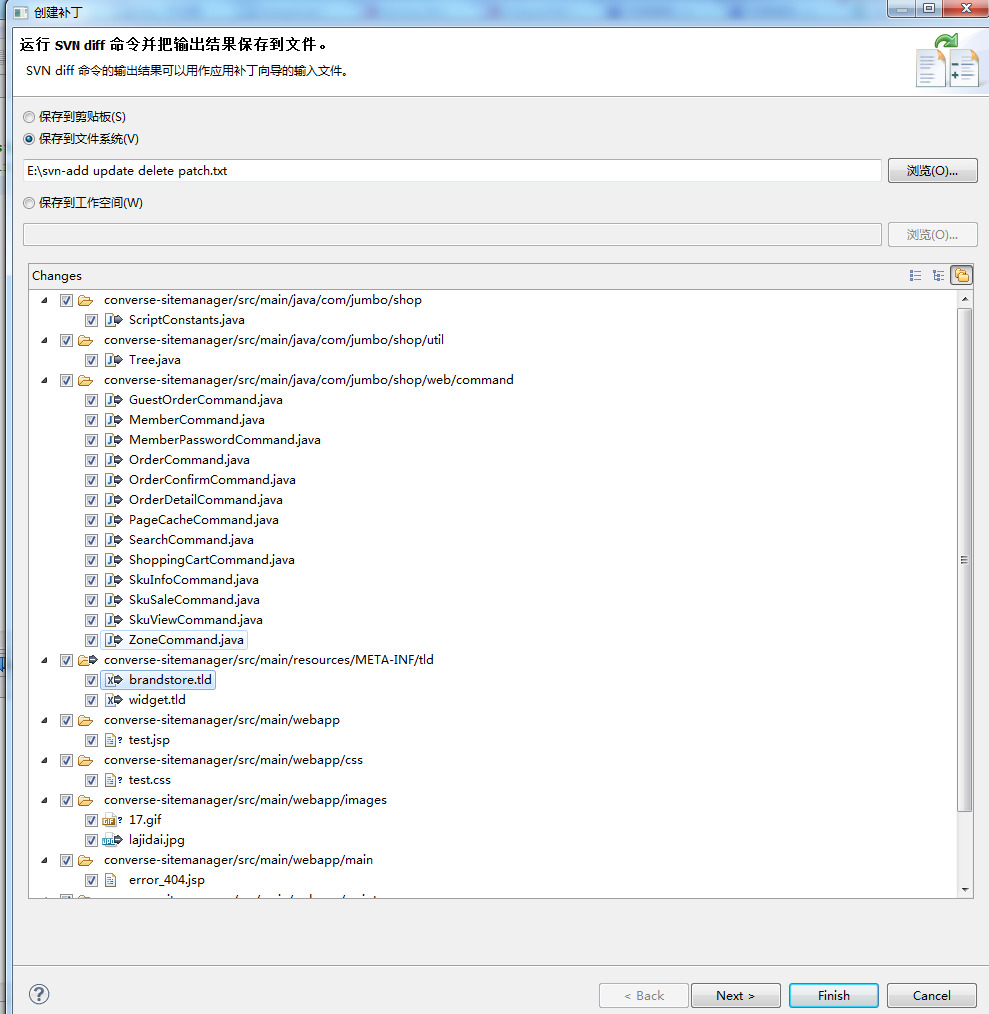 创建补丁
运行 SVN diff 命令并把输出结果保存到文件。
SVN diff 命令的输出结果可以用作应用补丁向导的输入文件。
保存到剪贴板(S)
保存到文件系统(V)
E:\svn-add update delete patch.txt
浏览(O)...
保存到工作空间(W)
浏览(O)...
Changes
converse-sitemanager/src/main/java/com/jumbo/shop
ScriptConstants.java
converse-sitemanager/src/main/java/com/jumbo/shop/util
Tree.java
converse-sitemanager/src/main/java/com/jumbo/shop/web/command
GuestOrderCommand.java
MemberCommand.java
MemberPasswordCommand.java
OrderCommand.java
OrderConfirmCommand.java
OrderDetailCommand.java
PageCacheCommand.java
SearchCommand.java
ShoppingCartCommand.java
SkuInfoCommand.java
SkuSaleCommand.java
SkuViewCommand.java
ZoneCommand.java
converse-sitemanager/src/main/resources/META-INF/tld
brandstore.tld
widget.tld
converse-sitemanager/src/main/webapp
test.jsp
converse-sitemanager/src/main/webapp/css
test.css
converse-sitemanager/src/main/webapp/images
17.gif
lajidai.jpg
converse-sitemanager/src/main/webapp/main
error_404.jsp
< Back
Next >
Finish
Cancel